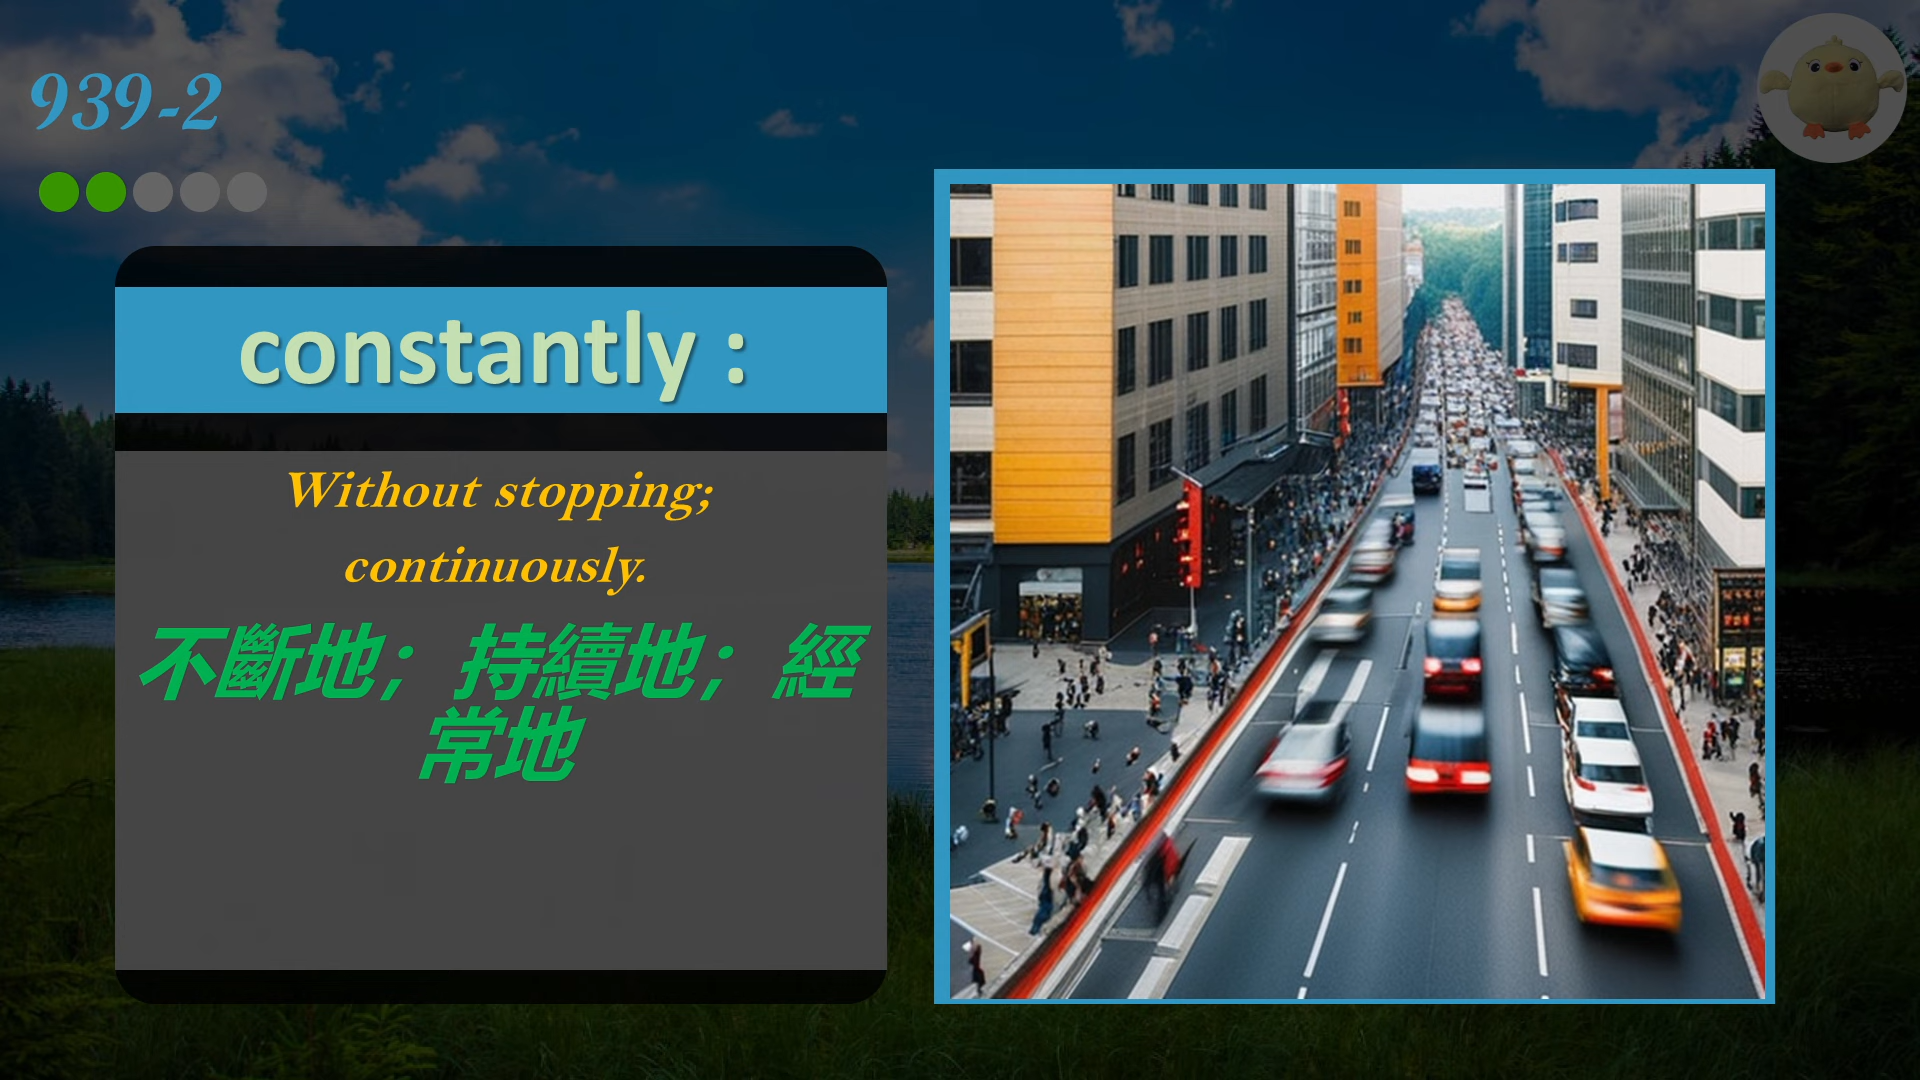 939-2
constantly :
Without stopping;
continuously.
不斷地；持續地；經
常地